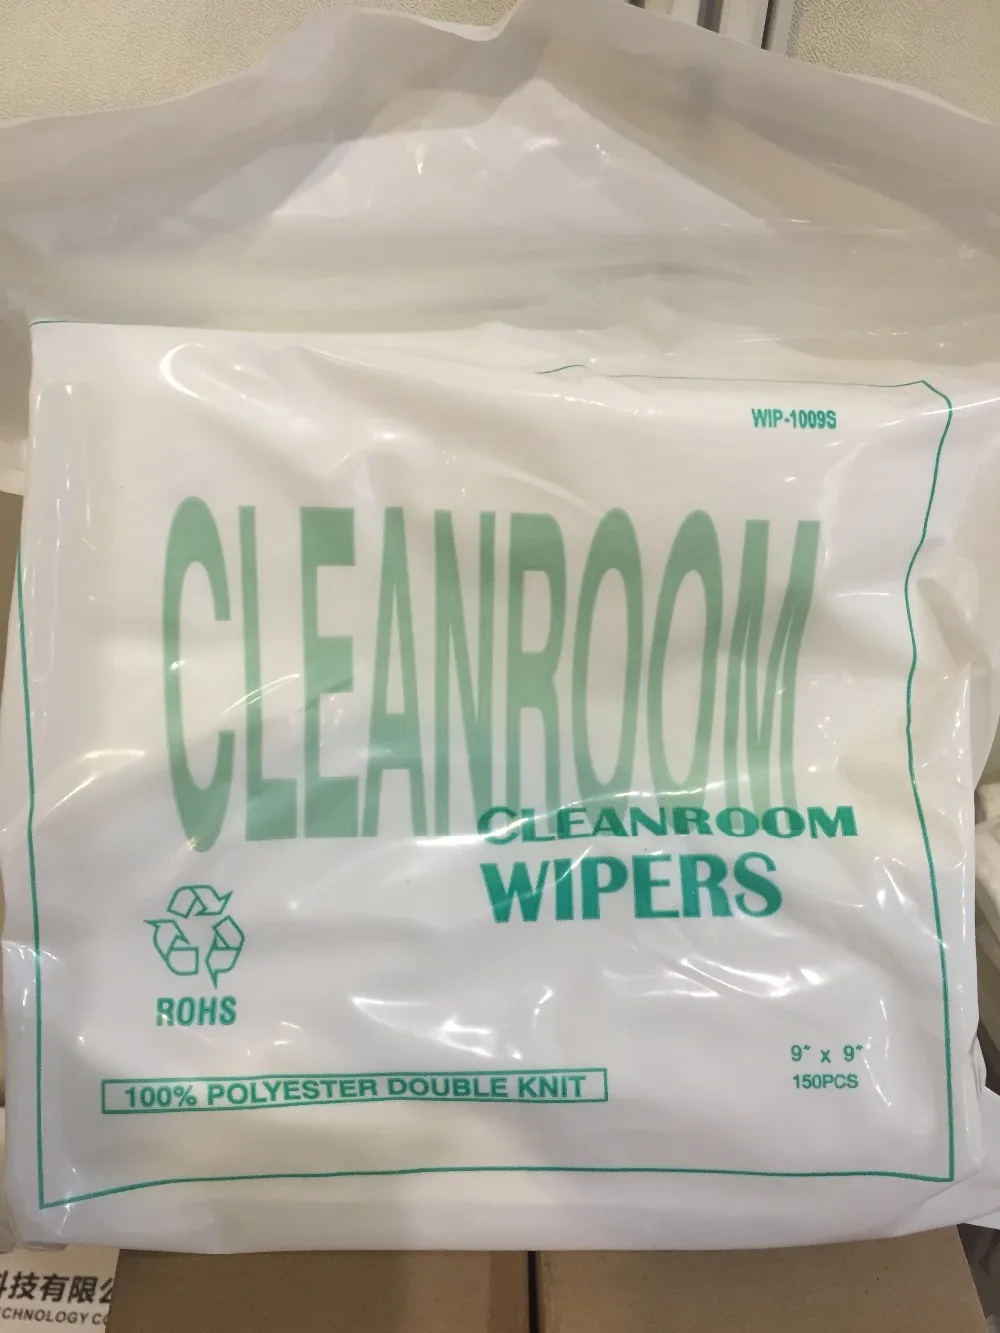 WIP-1009S
CLEANROOM
CLEANROOM
WIPERS
ROHS
9" x 9"
150PCS
100% POLYESTER DOUBLE KNIT
科技有限公
CHNOLOGY CO